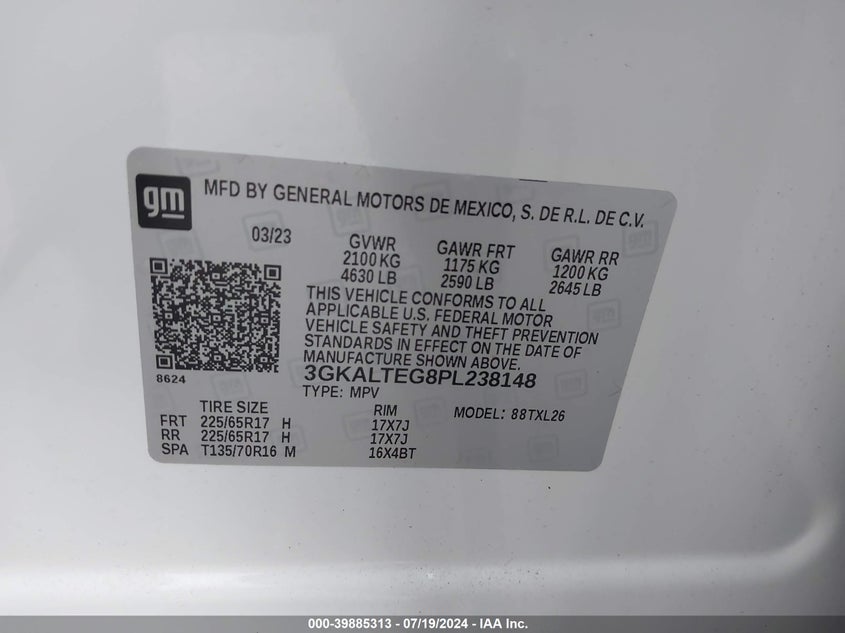 gm
MFD BY GENERAL MOTORS DE MEXICO, S. DE R.L. DE C.V.
03/23 GVWR GAWR FRT GAWR RR
2100 KG 1175 KG 1200 KG
4630 LB 2590 LB 2645 LB
THIS VEHICLE CONFORMS TO ALL
APPLICABLE U.S. FEDERAL MOTOR
VEHICLE SAFETY AND THEFT PREVENTION
STANDARDS IN EFFECT ON THE DATE OF
MANUFACTURE SHOWN ABOVE.
8624
3GKALTEG8PL238148
TYPE: MPV
TIRE SIZE RIM MODEL: 88TXL26
FRT 225/65R17 H 17X7J
RR 225/65R17 H 17X7J
SPA T135/70R16 M 16X4BT
000-39885313 - 07/19/2024 - IAA Inc.